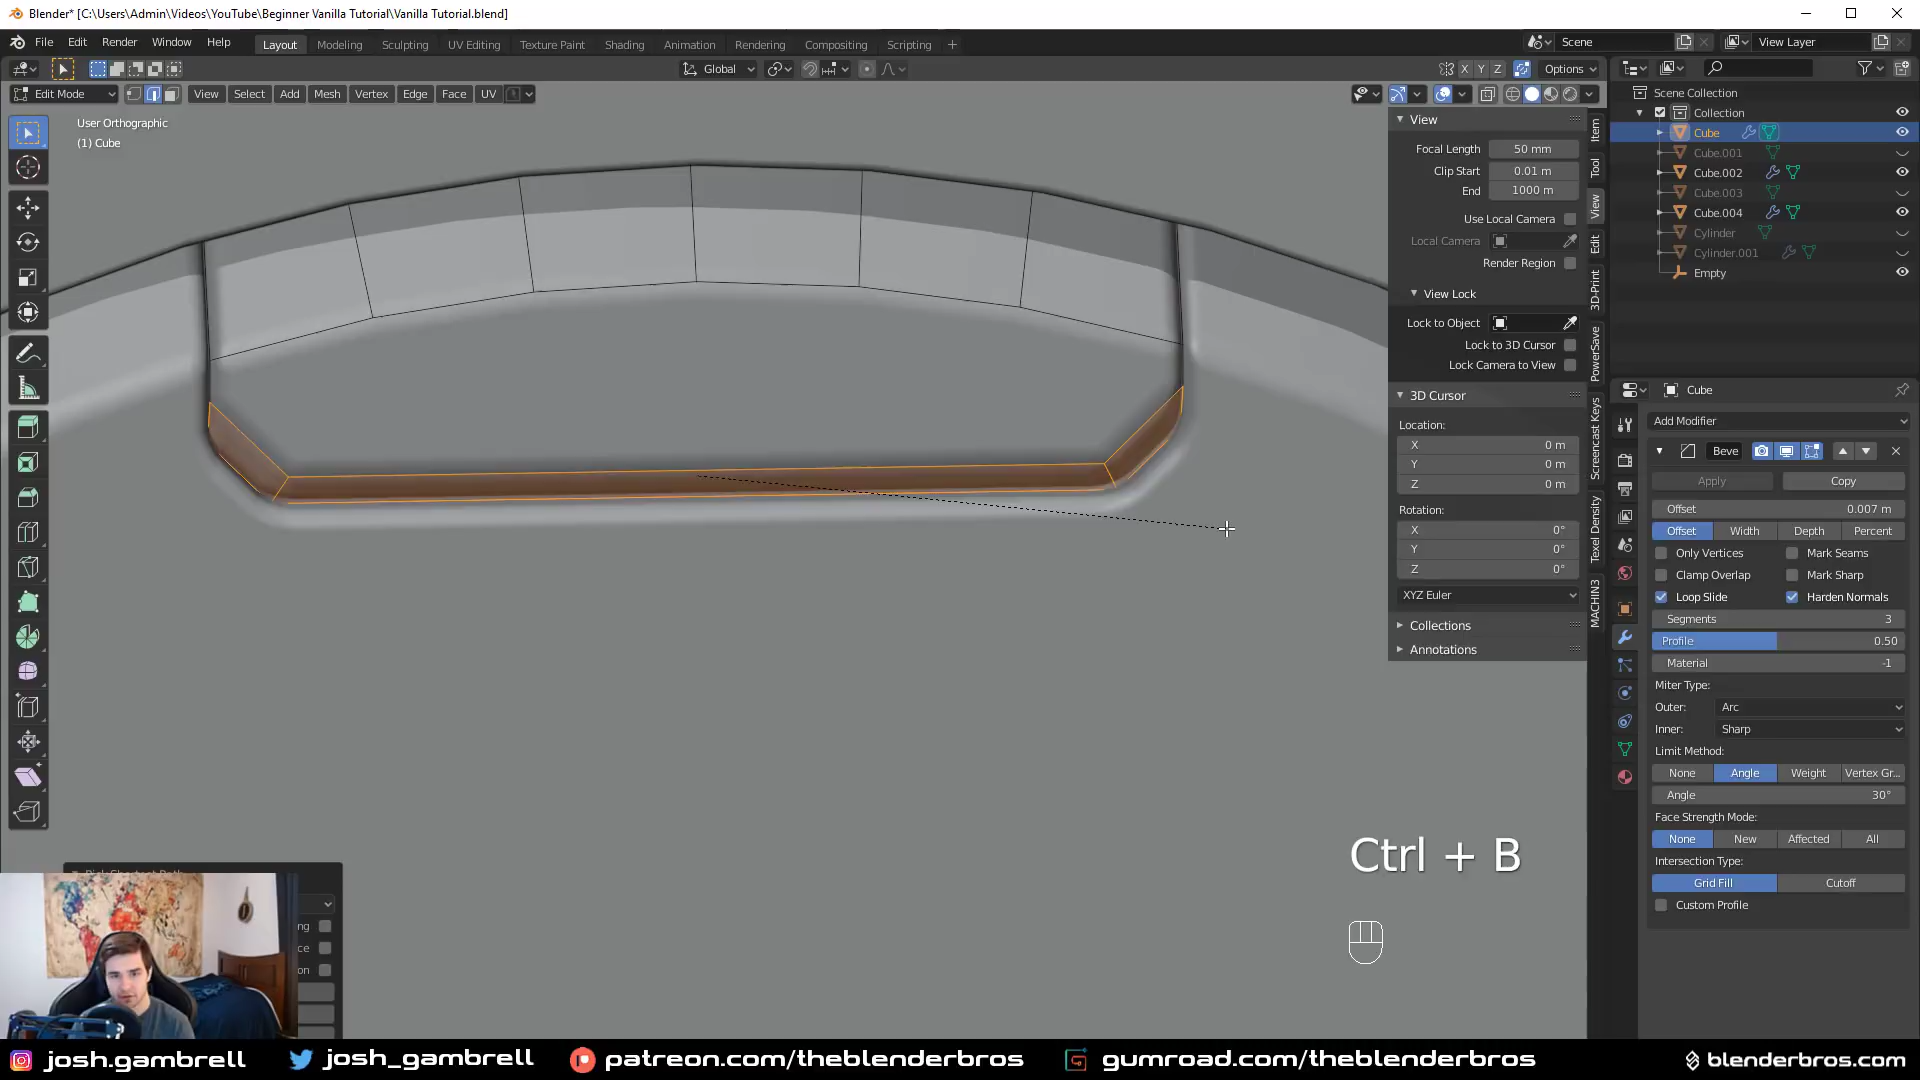 Blender* [C:\Users\Admin\Videos\YouTube\Beginner Vanilla Tutorial\Vanilla Tutorial.blend]
File Edit Render Window Help
Layout Modeling Sculpting UV Editing Texture Paint Shading Animation Rendering Compositing Scripting +
Scene
View Layer
Global
X Y Z
Options
Edit Mode
View Select Add Mesh Vertex Edge Face UV
User Orthographic
(1) Cube
View
Focal Length 50 mm
Clip Start 0.01 m
End 1000 m
Use Local Camera
Local Camera
Render Region
View Lock
Lock to Object
Lock to 3D Cursor
Lock Camera to View
3D Cursor
Location:
X 0 m
Y 0 m
Z 0 m
Rotation:
X 0°
Y 0°
Z 0°
XYZ Euler
Collections
Annotations
Item
Tool
View
Edit
3D-Print
PowerSave
Screencast Keys
Texel Density
MACHIN3
Scene Collection
Collection
Cube
Cube.001
Cube.002
Cube.003
Cube.004
Cylinder
Cylinder.001
Empty
Cube
Add Modifier
Beve
Apply Copy
Offset 0.007 m
Offset Width Depth Percent
Only Vertices Mark Seams
Clamp Overlap Mark Sharp
Loop Slide Harden Normals
Segments 3
Profile 0.50
Material -1
Miter Type:
Outer: Arc
Inner: Sharp
Limit Method:
None Angle Weight Vertex Gr...
Angle 30°
Face Strength Mode:
None New Affected All
Intersection Type:
Grid Fill Cutoff
Custom Profile
Ctrl + B
ng
ce
on
josh.gambrell josh_gambrell patreon.com/theblenderbros gumroad.com/theblenderbros blenderbros.com